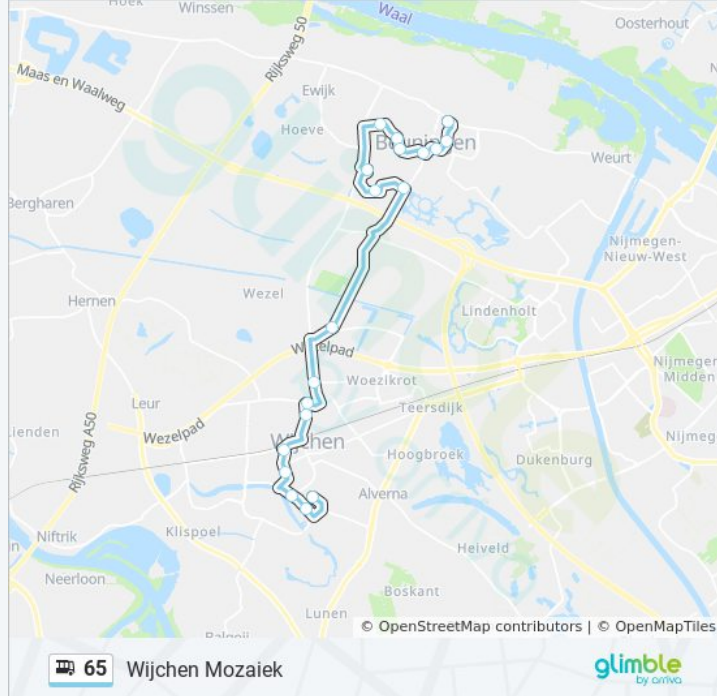 Hoek
Winssen
Waal
Oosterhout
Rijksweg 50
Maas en Waalweg
Ewijk
Hoeve
Beuningen
Weurt
Bergharen
Nijmegen-
Nieuw-West
Hernen
Wezel
Lindenholt
Wezelpad
Nijmegen-
Midden
Woezikrot
Leur
Teersdijk
Lienden
Wezelpad
Wijchen
Nijmeg
Rijksweg A50
Hoogbroek
Dukenburg
Alverna
Niftrik
Klispoel
Heiveld
Neerloon
Boskant
Lunen
Balgoij
© OpenStreetMap contributors | © OpenMapTiles
65 Wijchen Mozaiek
glimble
by arriva